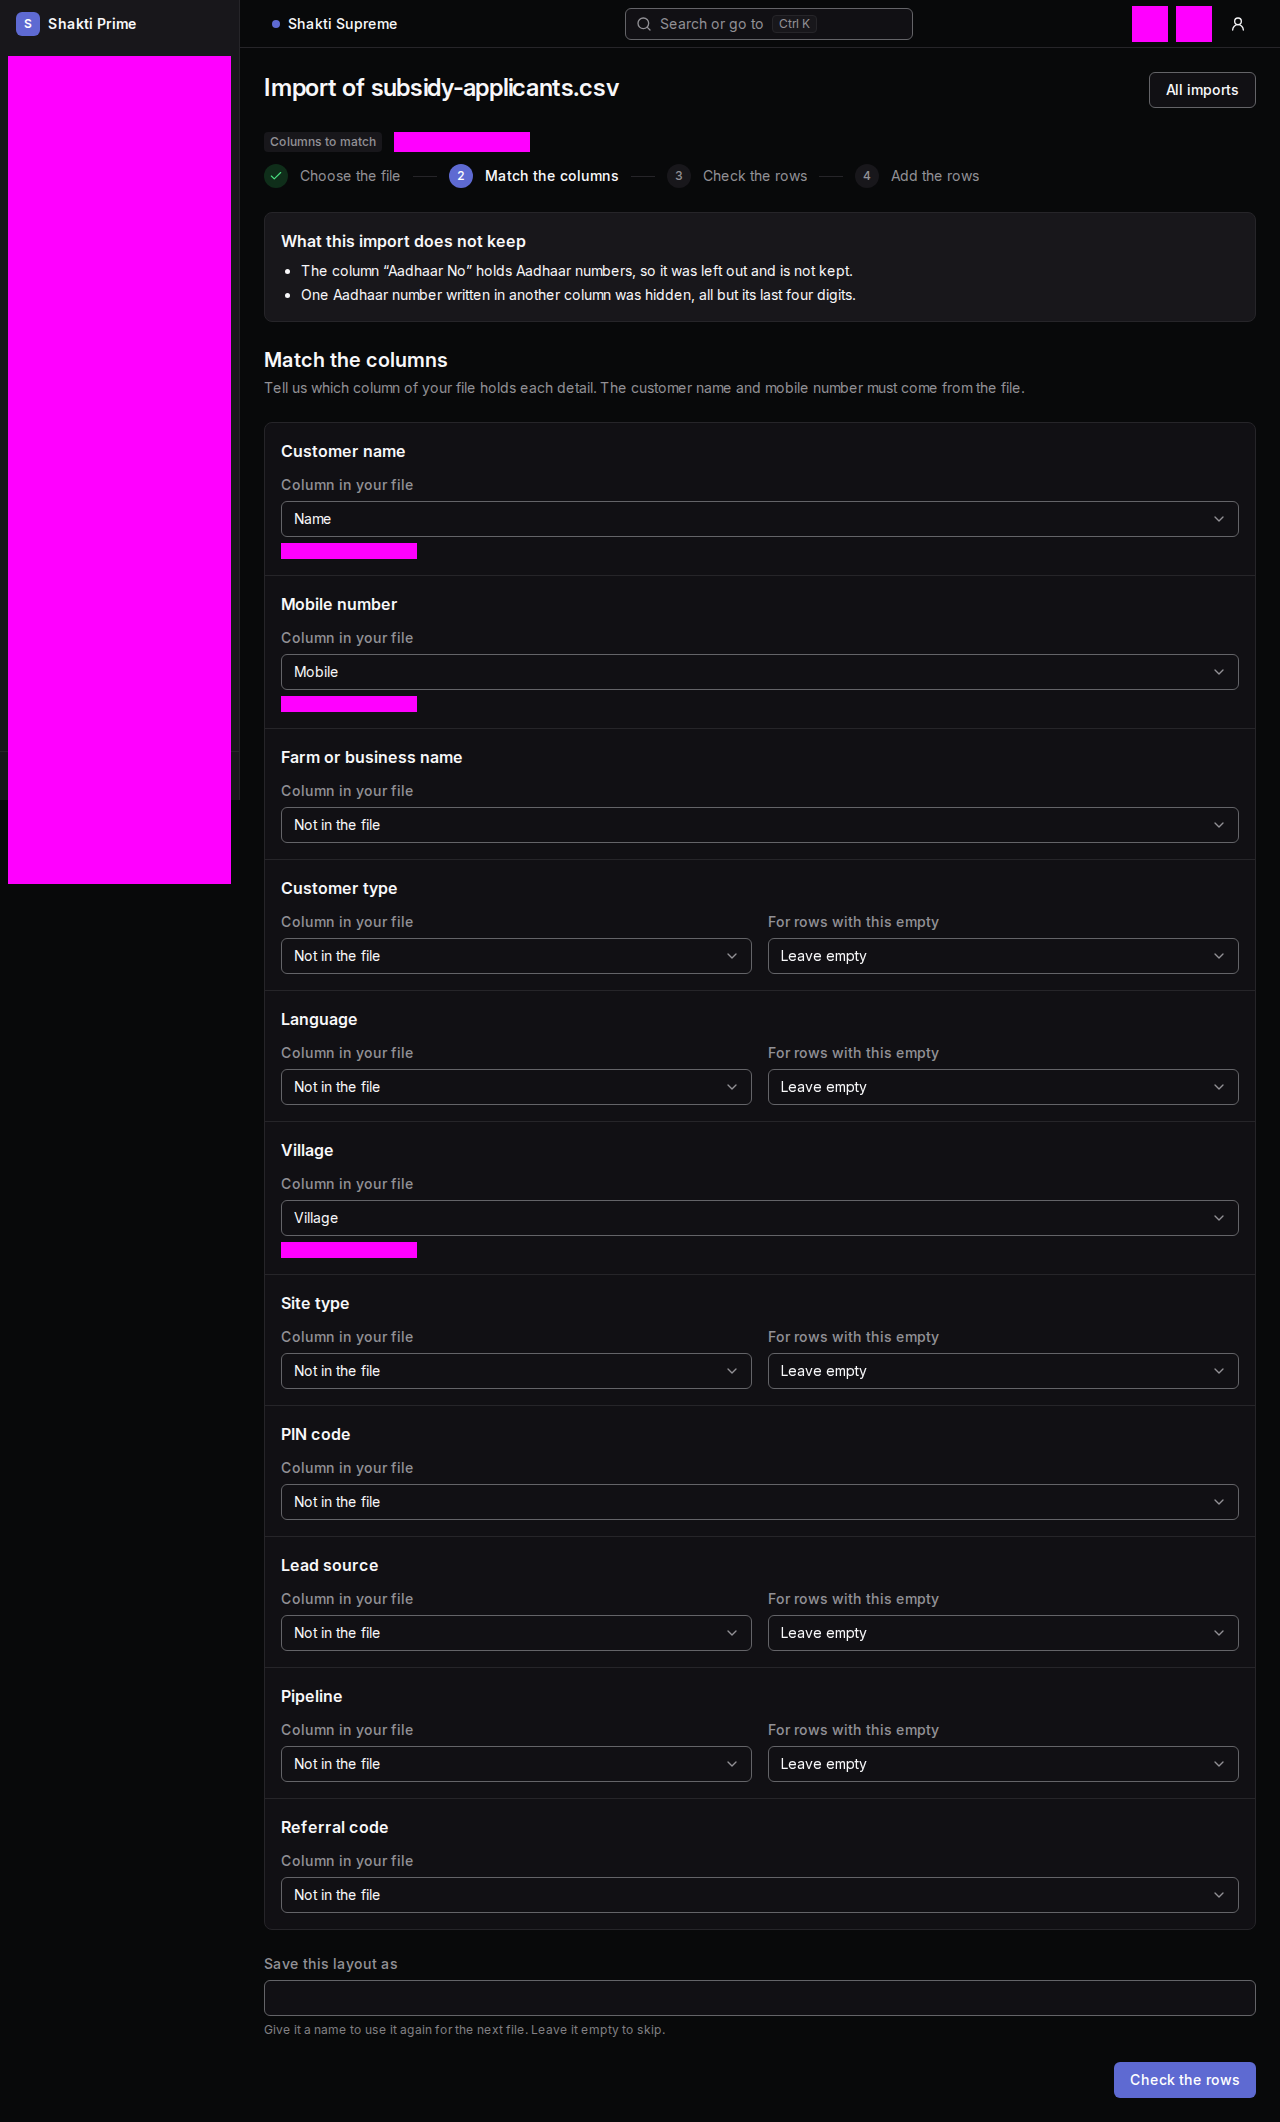 S Shakti Prime
Shakti Supreme
Search or go to Ctrl K
Import of subsidy-applicants.csv
All imports
Columns to match
Choose the file
2 Match the columns
3 Check the rows
4 Add the rows
What this import does not keep
• The column “Aadhaar No” holds Aadhaar numbers, so it was left out and is not kept.
• One Aadhaar number written in another column was hidden, all but its last four digits.
Match the columns
Tell us which column of your file holds each detail. The customer name and mobile number must come from the file.
Customer name
Column in your file
Name
Mobile number
Column in your file
Mobile
Farm or business name
Column in your file
Not in the file
Customer type
Column in your file
For rows with this empty
Not in the file
Leave empty
Language
Column in your file
For rows with this empty
Not in the file
Leave empty
Village
Column in your file
Village
Site type
Column in your file
For rows with this empty
Not in the file
Leave empty
PIN code
Column in your file
Not in the file
Lead source
Column in your file
For rows with this empty
Not in the file
Leave empty
Pipeline
Column in your file
For rows with this empty
Not in the file
Leave empty
Referral code
Column in your file
Not in the file
Save this layout as
Give it a name to use it again for the next file. Leave it empty to skip.
Check the rows